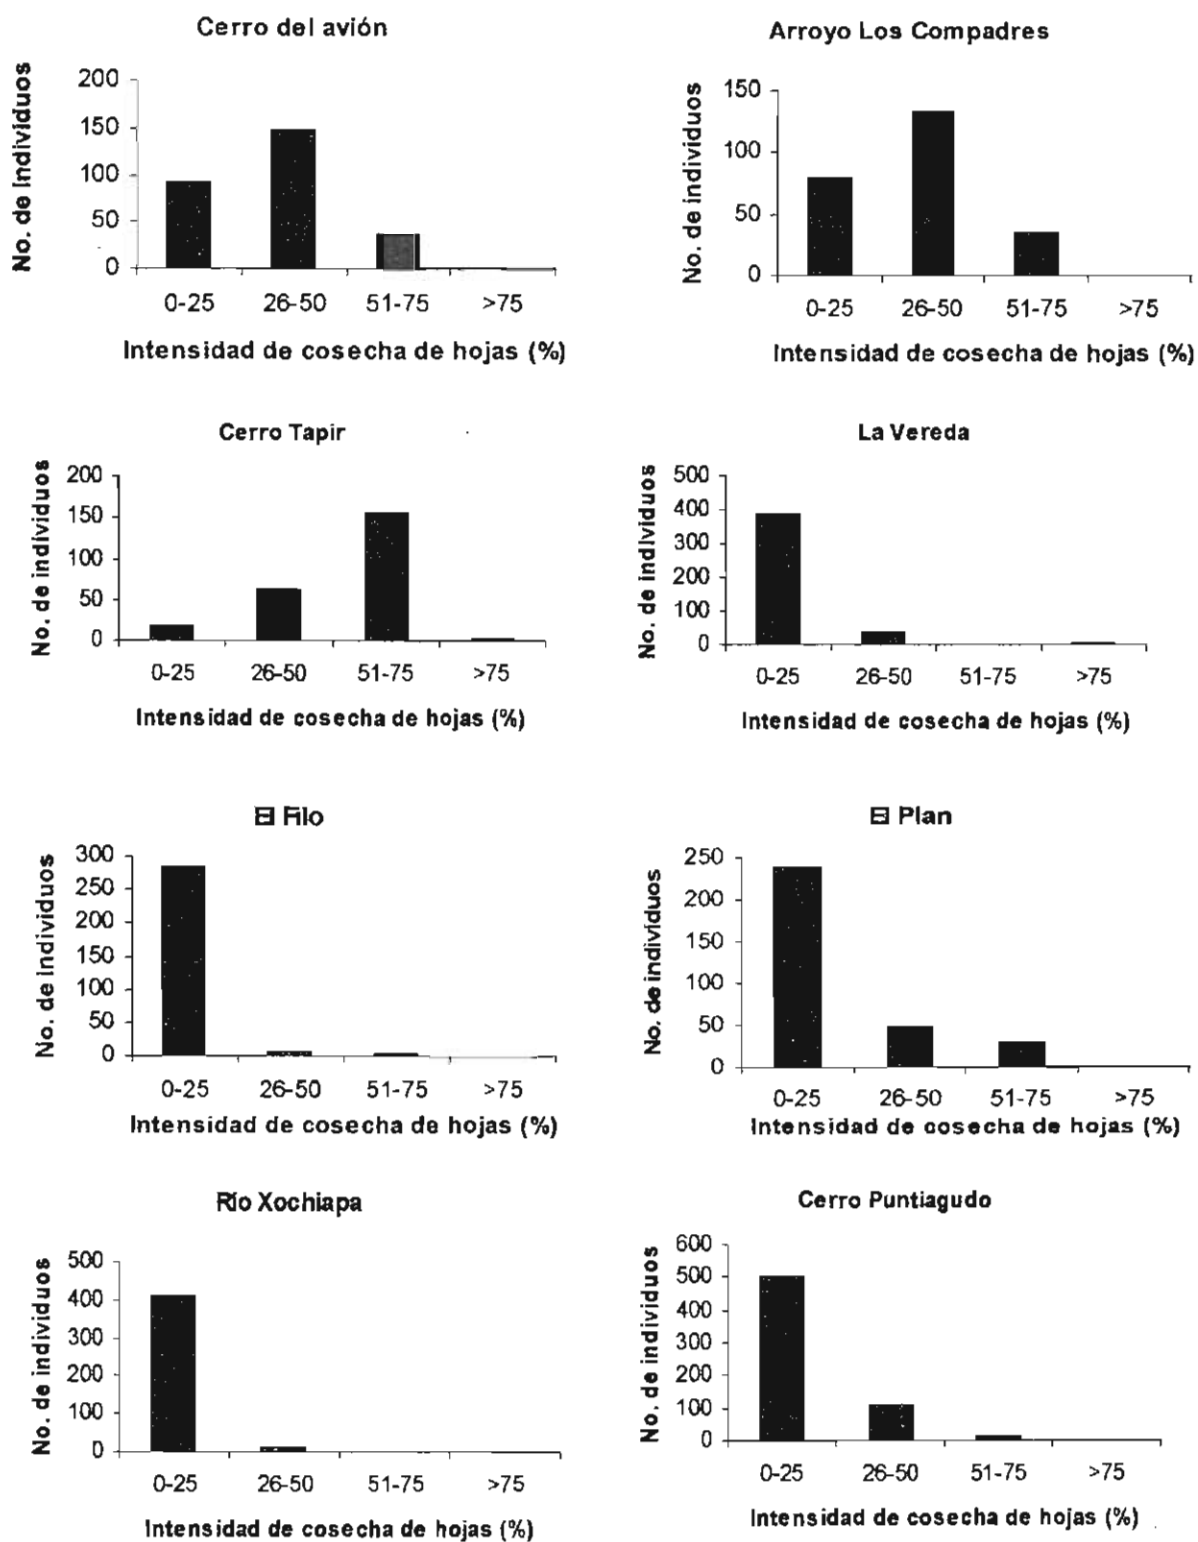 Cerro del avión
No. de individuos
200
150
100
50
0
0-25 26-50 51-75 >75
Intensidad de cosecha de hojas (%)
Arroyo Los Compadres
No. de individuos
150
100
50
0
0-25 26-50 51-75 >75
Intensidad de cosecha de hojas (%)
Cerro Tapir
No. de individuos
200
150
100
50
0
0-25 26-50 51-75 >75
Intensidad de cosecha de hojas (%)
La Vereda
No. de individuos
500
400
300
200
100
0
0-25 26-50 51-75 >75
Intensidad de cosecha de hojas (%)
El Filo
No. de individuos
300
250
200
150
100
50
0
0-25 26-50 51-75 >75
Intensidad de cosecha de hojas (%)
El Plan
No. de individuos
250
200
150
100
50
0
0-25 26-50 51-75 >75
Intensidad de cosecha de hojas (%)
Río Xochiapa
No. de individuos
500
400
300
200
100
0
0-25 26-50 51-75 >75
Intensidad de cosecha de hojas (%)
Cerro Puntiagudo
No. de individuos
600
500
400
300
200
100
0
0-25 26-50 51-75 >75
Intensidad de cosecha de hojas (%)